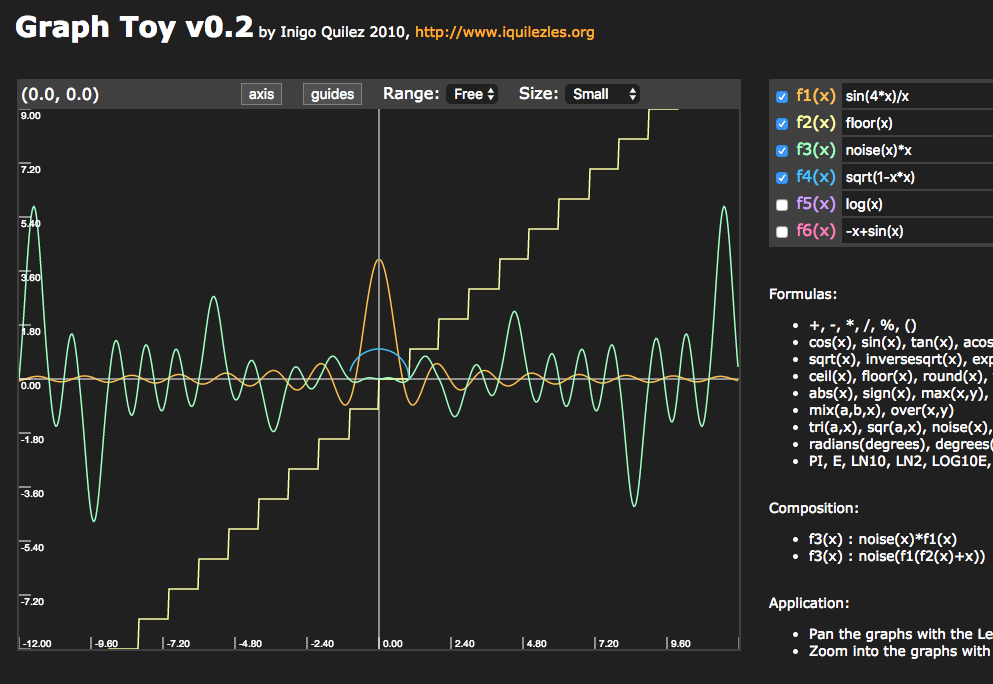 Graph Toy v0.2 by Inigo Quilez 2010, http://www.iquilezles.org
(0.0, 0.0) axis guides Range: Free Size: Small
9.00
7.20
5.40
3.60
1.80
0.00
-1.80
-3.60
-5.40
-7.20
-12.00 -9.60 -7.20 -4.80 -2.40 0.00 2.40 4.80 7.20 9.60
f1(x) sin(4*x)/x
f2(x) floor(x)
f3(x) noise(x)*x
f4(x) sqrt(1-x*x)
f5(x) log(x)
f6(x) -x+sin(x)
Formulas:
+, -, *, /, %, ()
cos(x), sin(x), tan(x), acos
sqrt(x), inversesqrt(x), exp
ceil(x), floor(x), round(x),
abs(x), sign(x), max(x,y),
mix(a,b,x), over(x,y)
tri(a,x), sqr(a,x), noise(x),
radians(degrees), degrees(
PI, E, LN10, LN2, LOG10E,
Composition:
f3(x) : noise(x)*f1(x)
f3(x) : noise(f1(f2(x)+x))
Application:
Pan the graphs with the Le
Zoom into the graphs with